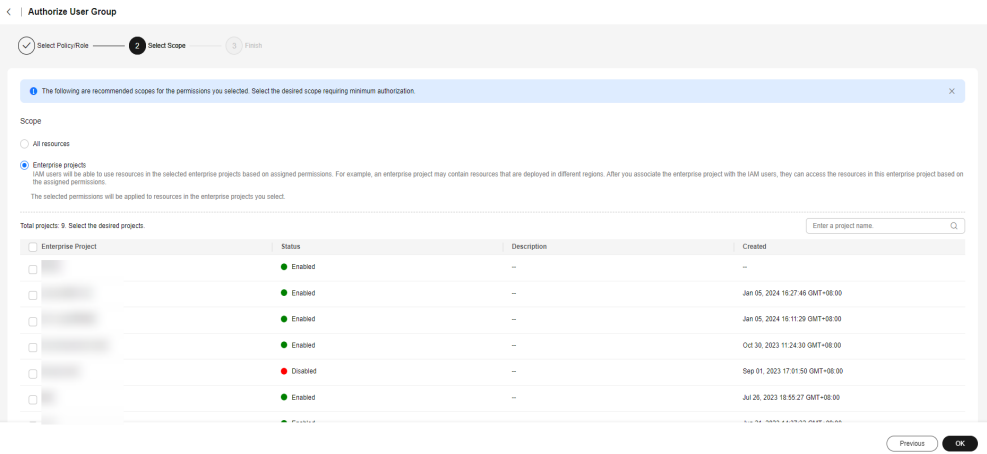 Authorize User Group
Select Policy/Role
2 Select Scope
3 Finish
The following are recommended scopes for the permissions you selected. Select the desired scope requiring minimum authorization.
Scope
All resources
Enterprise projects
IAM users will be able to use resources in the selected enterprise projects based on assigned permissions. For example, an enterprise project may contain resources that are deployed in different regions. After you associate the enterprise project with the IAM users, they can access the resources in this enterprise project based on
the assigned permissions.
The selected permissions will be applied to resources in the enterprise projects you select.
Total projects: 9. Select the desired projects.
Enter a project name.
Enterprise Project Status Description Created
Enabled -- --
Enabled -- Jan 05, 2024 16:27:46 GMT+08:00
Enabled -- Jan 05, 2024 16:11:29 GMT+08:00
Enabled -- Oct 30, 2023 11:24:30 GMT+08:00
Disabled -- Sep 01, 2023 17:01:50 GMT+08:00
Enabled -- Jul 26, 2023 18:55:27 GMT+08:00
Previous OK